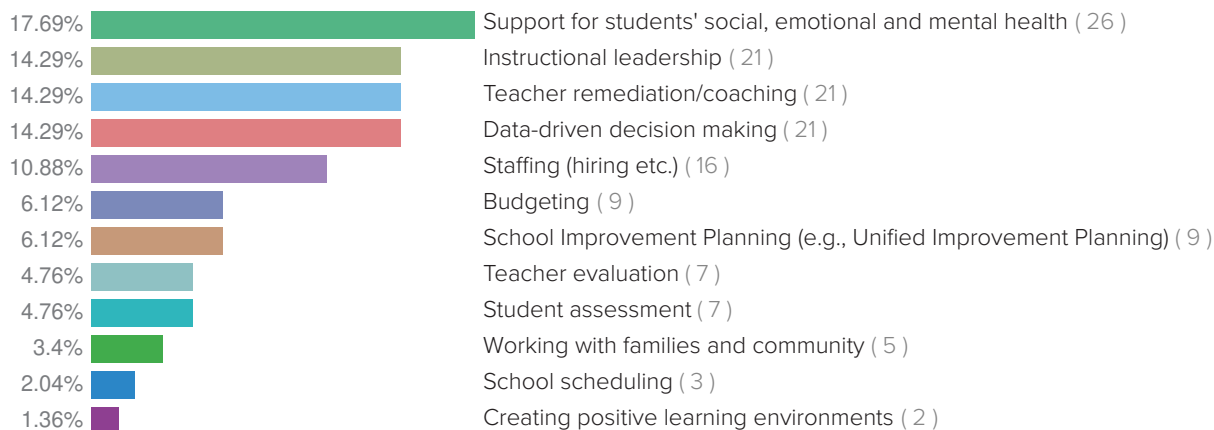 17.69% Support for students' social, emotional and mental health ( 26 )
14.29% Instructional leadership ( 21 )
14.29% Teacher remediation/coaching ( 21 )
14.29% Data-driven decision making ( 21 )
10.88% Staffing (hiring etc.) ( 16 )
6.12% Budgeting ( 9 )
6.12% School Improvement Planning (e.g., Unified Improvement Planning) ( 9 )
4.76% Teacher evaluation ( 7 )
4.76% Student assessment ( 7 )
3.4% Working with families and community ( 5 )
2.04% School scheduling ( 3 )
1.36% Creating positive learning environments ( 2 )